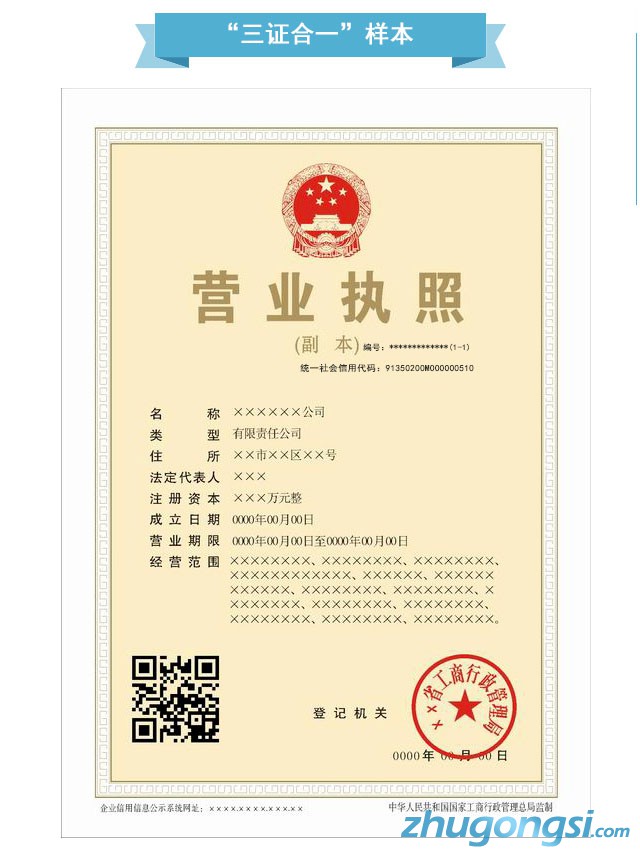 “三证合一”样本
营业执照
(副 本) 编号：*************(1-1)
统一社会信用代码：91350200M000000510
名 称 ××××××公司
类 型 有限责任公司
住 所 ××市××区××号
法定代表人 ×××
注册资本 ×××万元整
成立日期 0000年00月00日
营业期限 0000年00月00日至0000年00月00日
经营范围 ××××××××、××××××××、××××××××、
××××××××××××、××××××、××××××
××××××、××××××××、××××××××、×
×××××××、××××××××、××××××××、
××××××××、××××××××、××××××××。
××省工商行政管理局
登记机关
0000年 00月 00日
企业信用信息公示系统网址：××××.××××.××××.××
中华人民共和国国家工商行政管理总局监制
zhugongsi.com